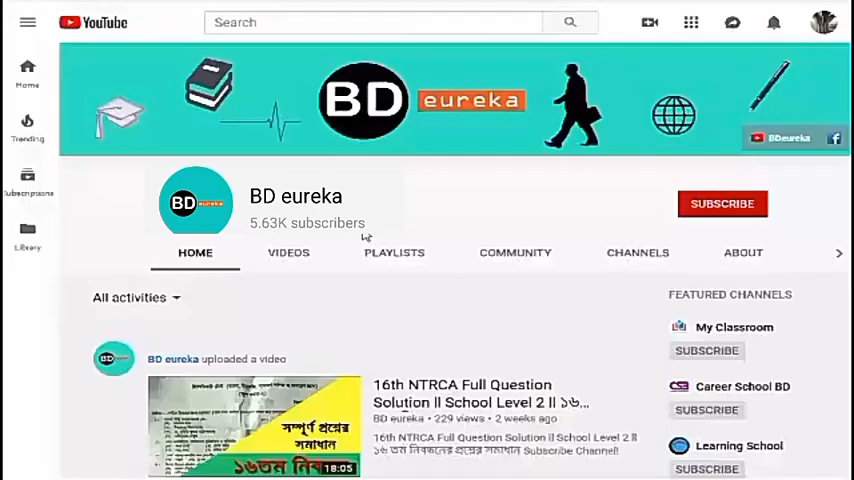 YouTube
Search
Home
Trending
Subscriptions
Library
BD eureka
BDeureka
BD eureka
BD eureka
5.63K subscribers
SUBSCRIBE
HOME VIDEOS PLAYLISTS COMMUNITY CHANNELS ABOUT
All activities
FEATURED CHANNELS
My Classroom
SUBSCRIBE
BD eureka uploaded a video
সম্পূর্ণ প্রশ্নের
সমাধান
১৬তম
18:05
16th NTRCA Full Question
Solution ll School Level 2 ll ১৬...
BD eureka • 229 views • 2 weeks ago
16th NTRCA Full Question Solution ll School Level 2 ll
১৬ তম নিবন্ধনের প্রশ্নের সমাধান Subscribe Channel!
Career School BD
SUBSCRIBE
Learning School
SUBSCRIBE